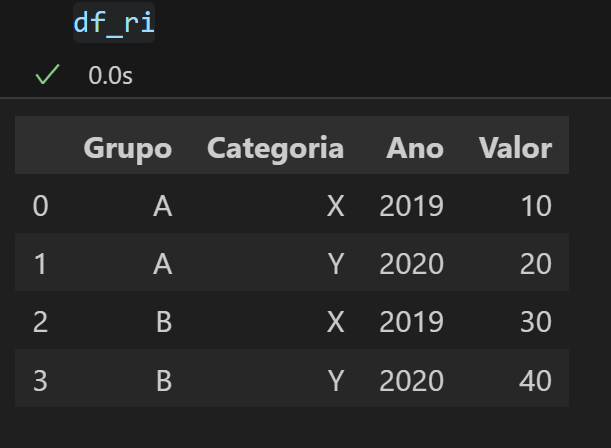 df_ri
0.0s
Grupo Categoria Ano Valor
0 A X 2019 10
1 A Y 2020 20
2 B X 2019 30
3 B Y 2020 40